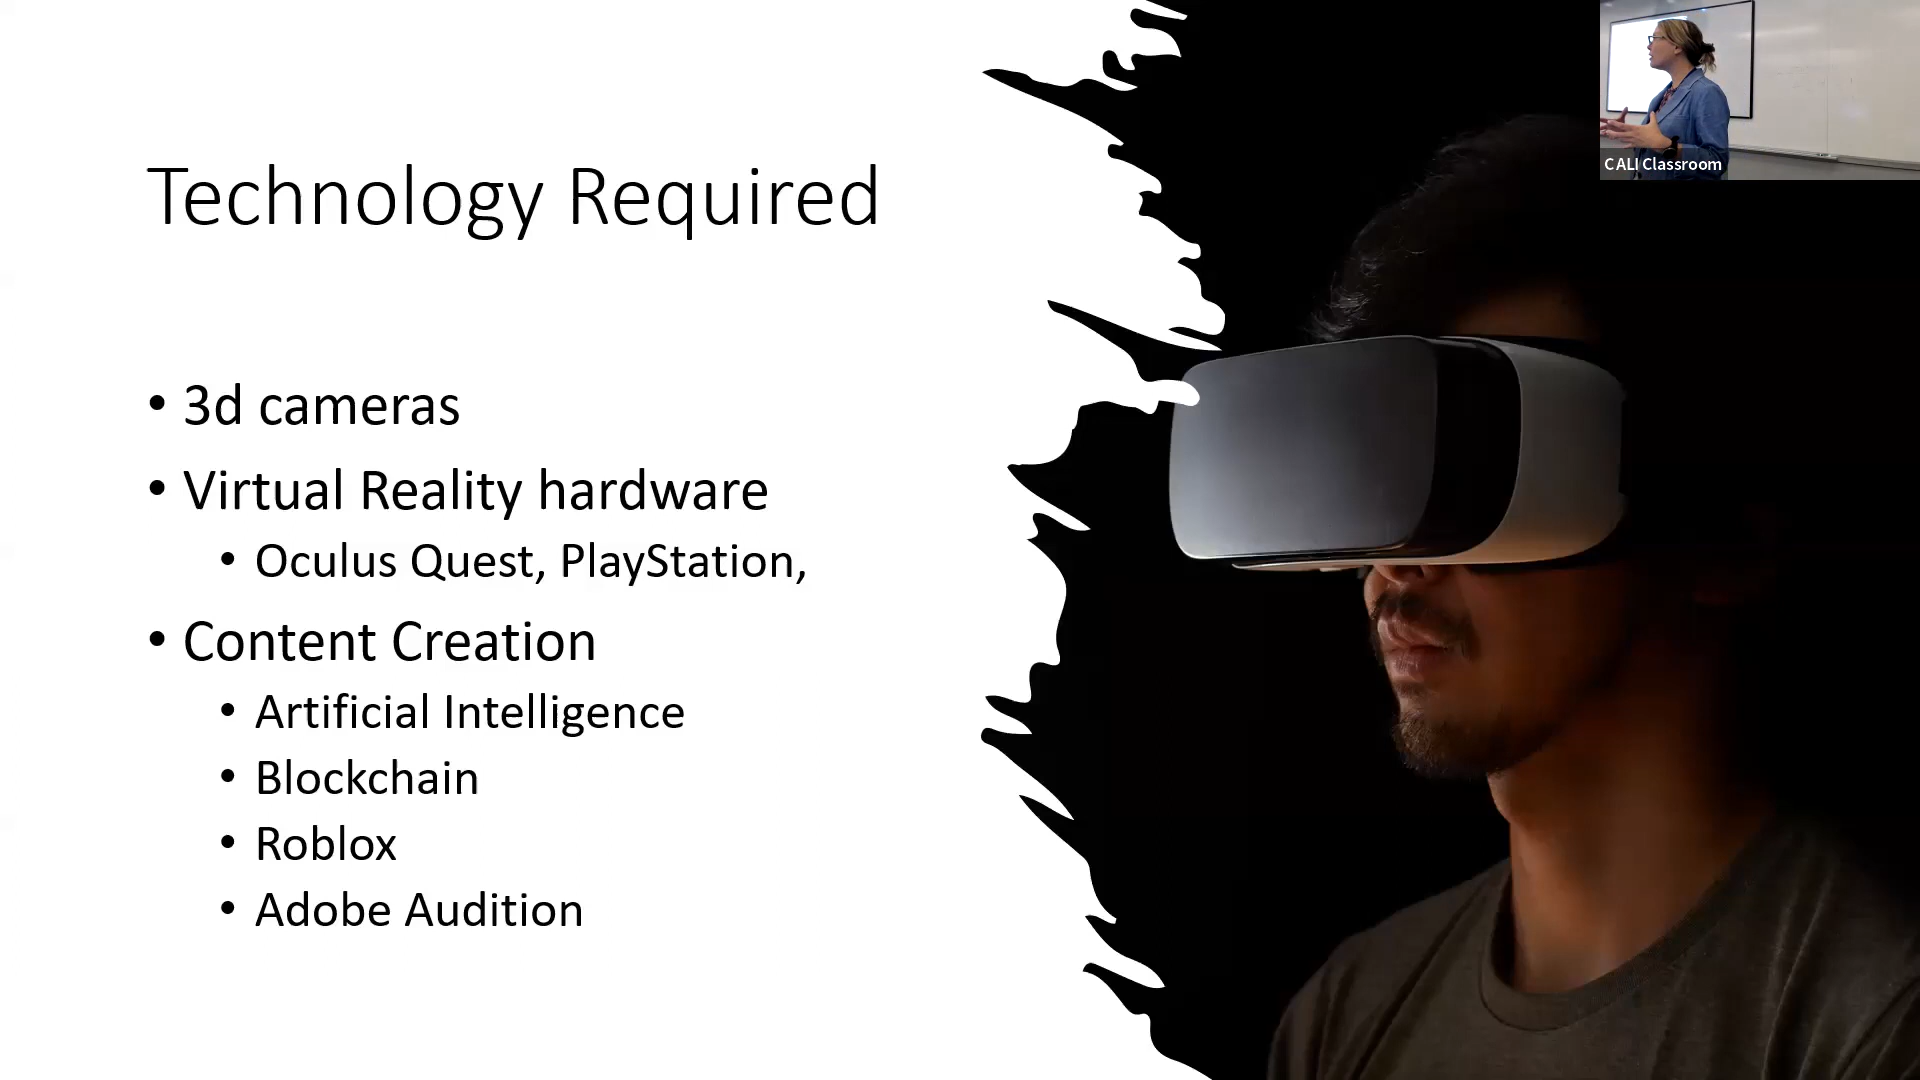 CALI Classroom
Technology Required
• 3d cameras
• Virtual Reality hardware
• Oculus Quest, PlayStation,
• Content Creation
• Artificial Intelligence
• Blockchain
• Roblox
• Adobe Audition